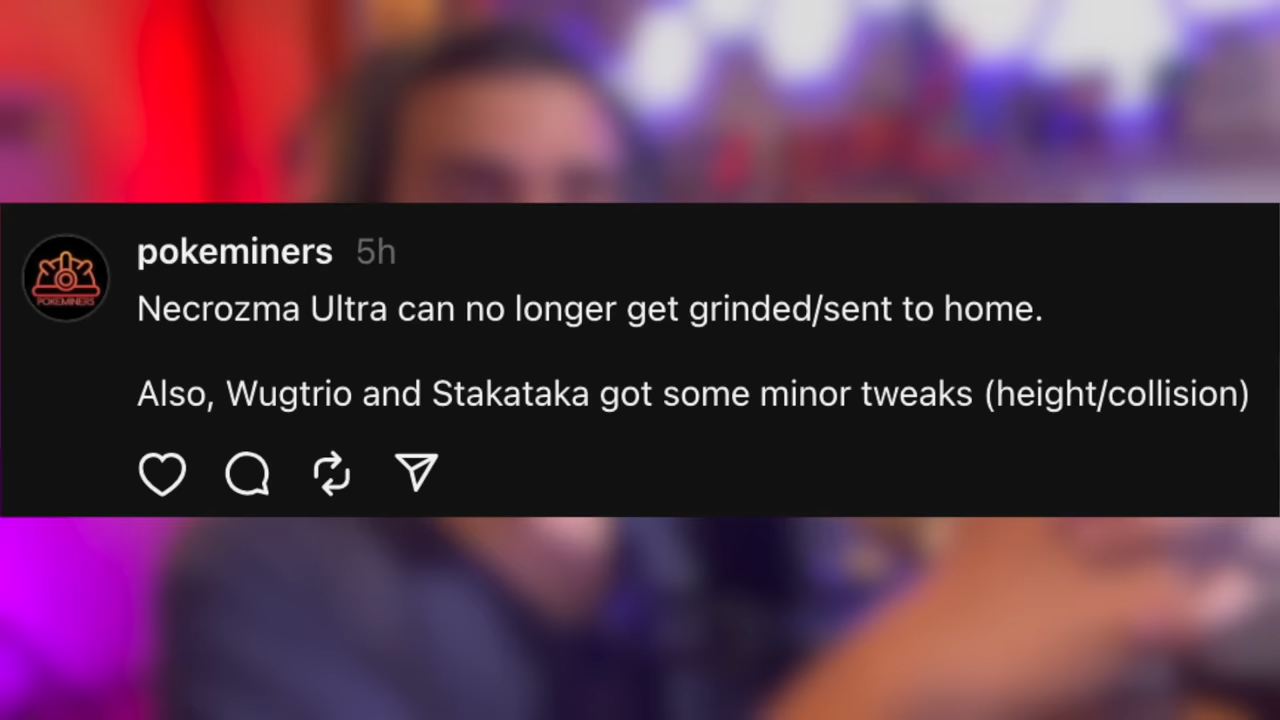 pokeminers 5h
POKEMINERS
Necrozma Ultra can no longer get grinded/sent to home.
Also, Wugtrio and Stakataka got some minor tweaks (height/collision)